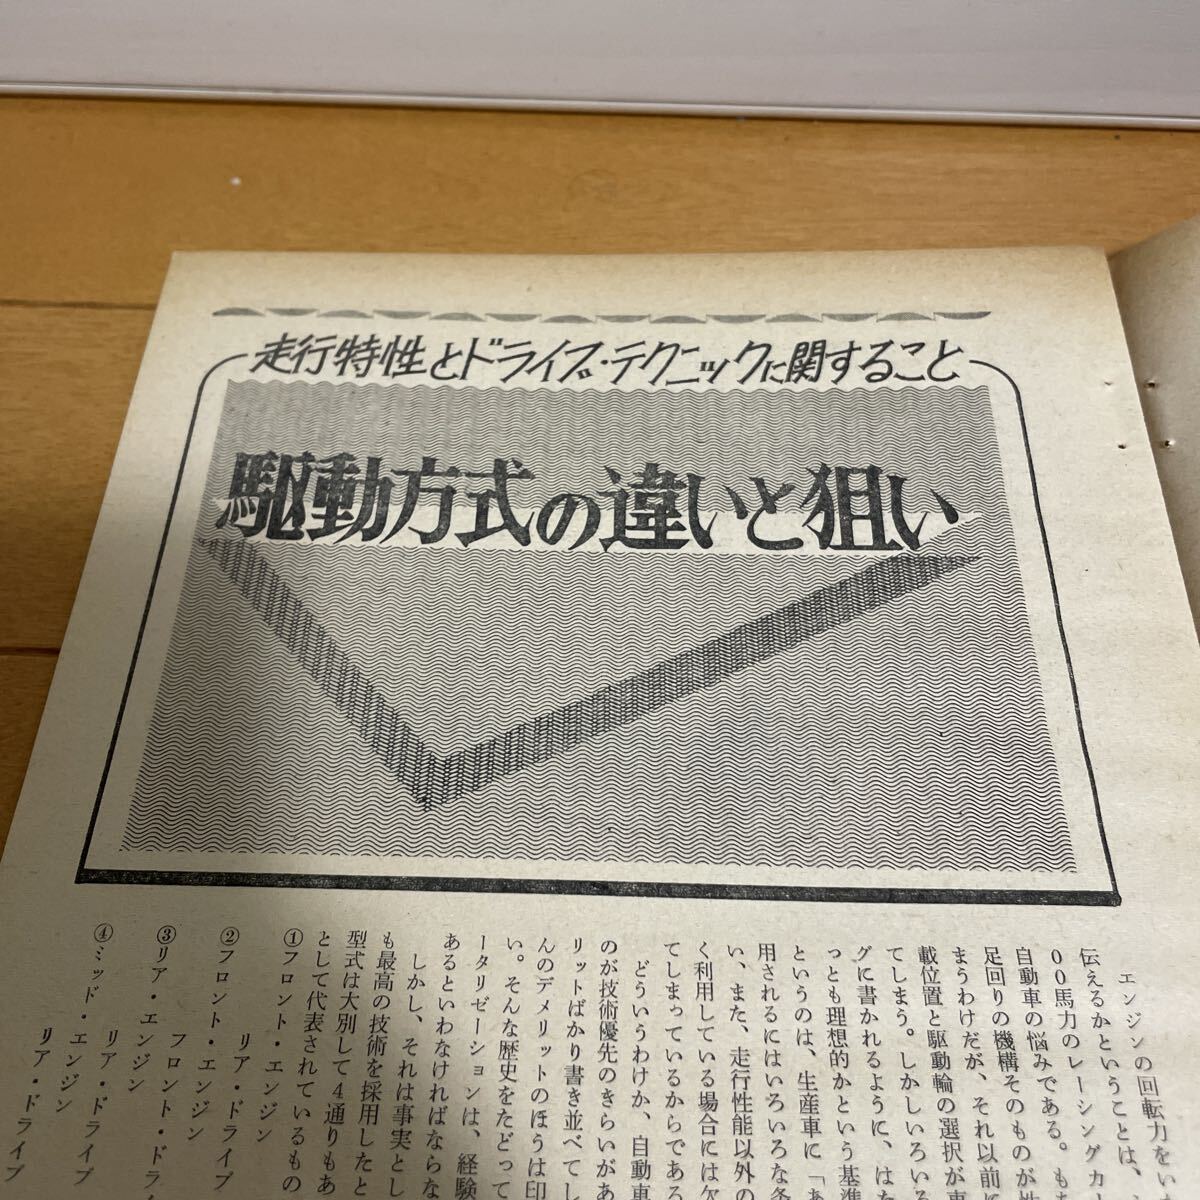 走行特性とドライブ・テクニックに関すること
駆動方式の違いと狙い
エンジンの回転力をいか
伝えるかということは、
00馬力のレーシングカ
自動車の悩みである。もち
足回りの機構そのものが
まうわけだが、それ以前
載位置と駆動輪の選択が車
てしまう。しかしいろいろ
グに書かれるように、はた
っとも理想的かという基準
というのは、生産車に「あ
用されるにはいろいろな条
い、また、走行性能以外の
く利用している場合には欠
てしまっているからである
どういうわけか、自動車
のが技術優先のきらいがあ
リットばかり書き並べてし
んのデメリットのほうは印
い。そんな歴史をたどって
ータリゼーションは、経験
あるといわなければならな
しかし、それは事実とし
も最高の技術を採用したと
型式は大別して4通りもあ
として代表されているもの
①フロント・エンジン
リア・ドライブ
②フロント・エンジン
フロント・ドライ
③リア・エンジン
リア・ドライブ
④ミッド・エンジン
リア・ドライブ